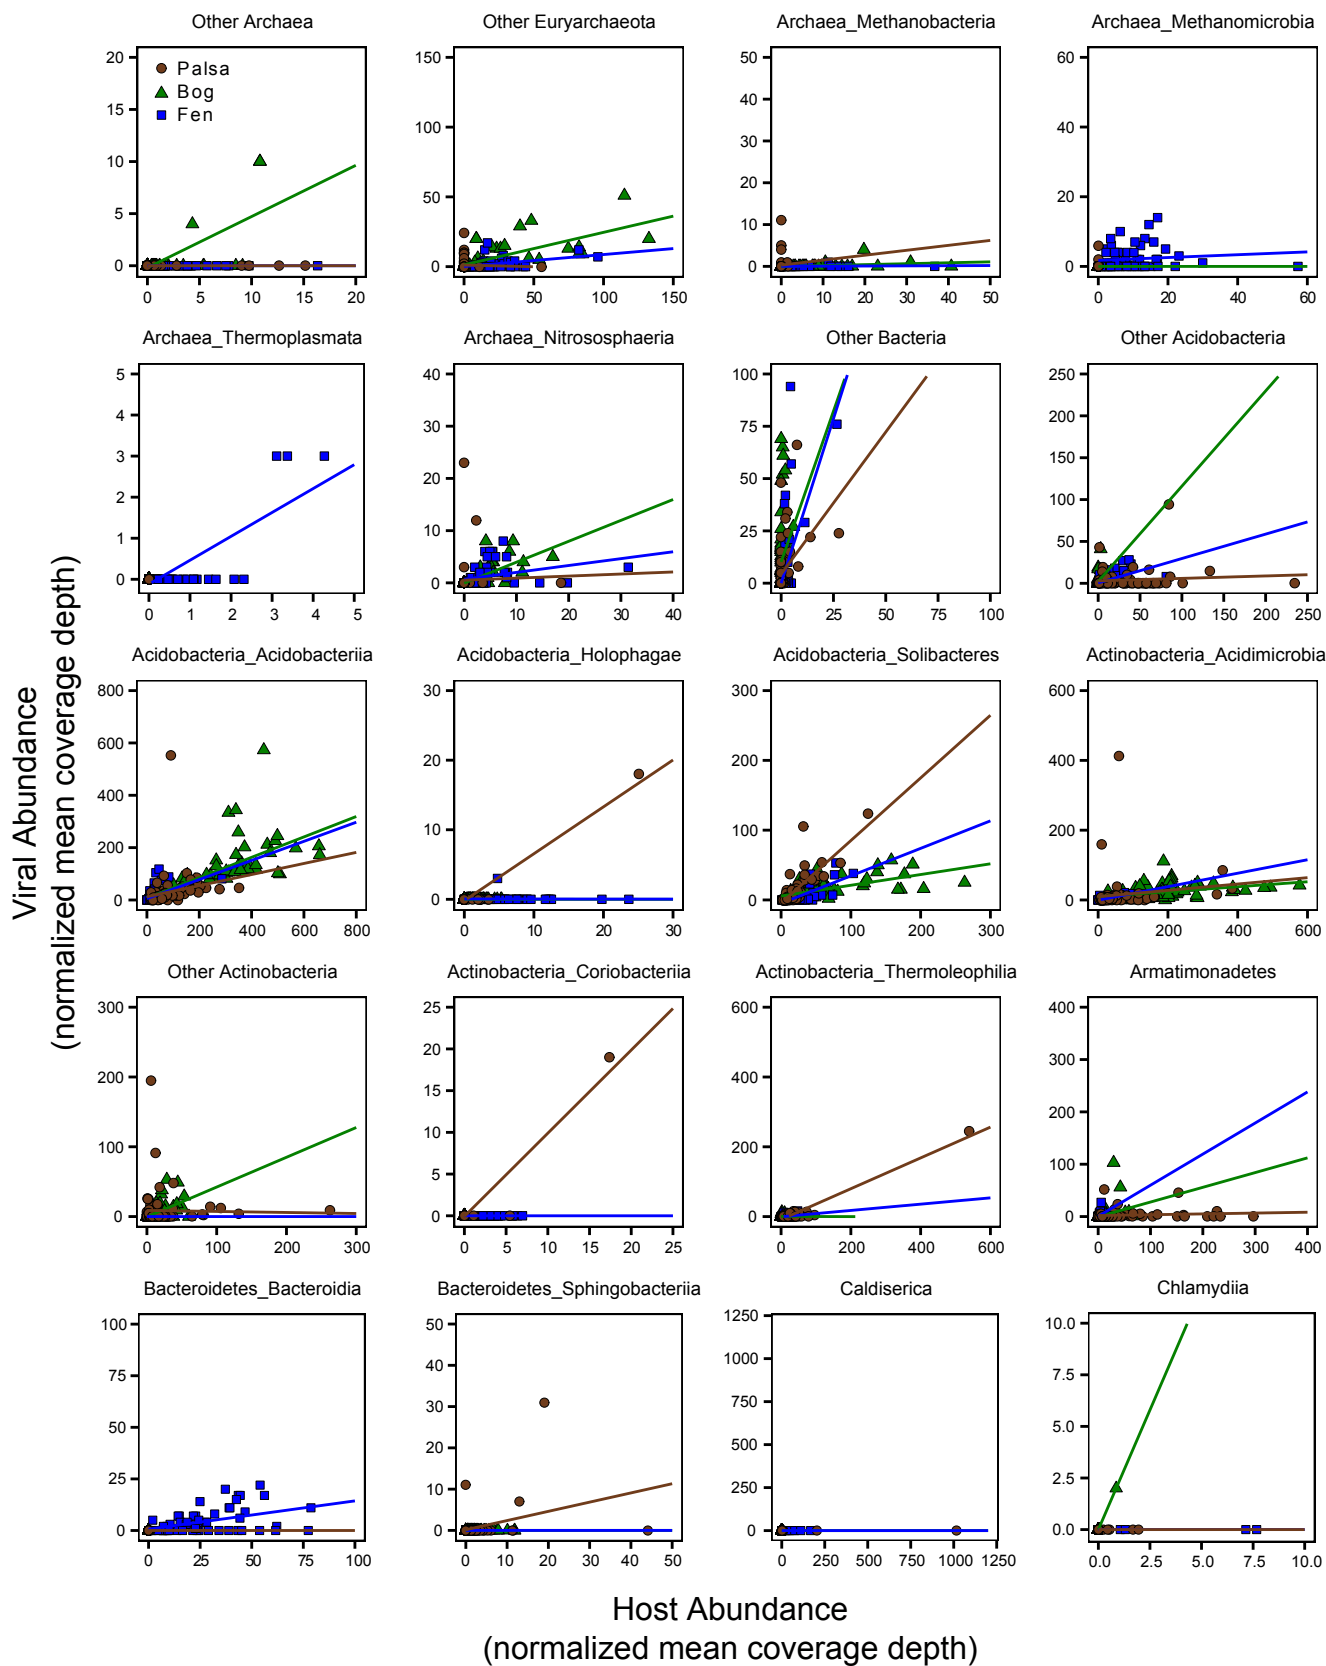 Other Archaea
Other Euryarchaeota
Archaea_Methanobacteria
Archaea_Methanomicrobia
20
15
10
5
0
0 5 10 15 20
Palsa
Bog
Fen
150
100
50
0
0 50 100 150
50
40
30
20
10
0
0 10 20 30 40 50
60
40
20
0
0 20 40 60
Archaea_Thermoplasmata
Archaea_Nitrososphaeria
Other Bacteria
Other Acidobacteria
5
4
3
2
1
0
0 1 2 3 4 5
40
30
20
10
0
0 10 20 30 40
100
75
50
25
0
0 25 50 75 100
250
200
150
100
50
0
0 50 100 150 200 250
Viral Abundance
(normalized mean coverage depth)
Acidobacteria_Acidobacteriia
Acidobacteria_Holophagae
Acidobacteria_Solibacteres
Actinobacteria_Acidimicrobia
800
600
400
200
0
0 200 400 600 800
30
20
10
0
0 10 20 30
300
200
100
0
0 100 200 300
600
400
200
0
0 200 400 600
Other Actinobacteria
Actinobacteria_Coriobacteriia
Actinobacteria_Thermoleophilia
Armatimonadetes
300
200
100
0
0 100 200 300
25
20
15
10
5
0
0 5 10 15 20 25
600
400
200
0
0 200 400 600
400
300
200
100
0
0 100 200 300 400
Bacteroidetes_Bacteroidia
Bacteroidetes_Sphingobacteriia
Caldiserica
Chlamydiia
100
75
50
25
0
0 25 50 75 100
50
40
30
20
10
0
0 10 20 30 40 50
1250
1000
750
500
250
0
0 250 500 750 1000 1250
10.0
7.5
5.0
2.5
0.0
0.0 2.5 5.0 7.5 10.0
Host Abundance
(normalized mean coverage depth)